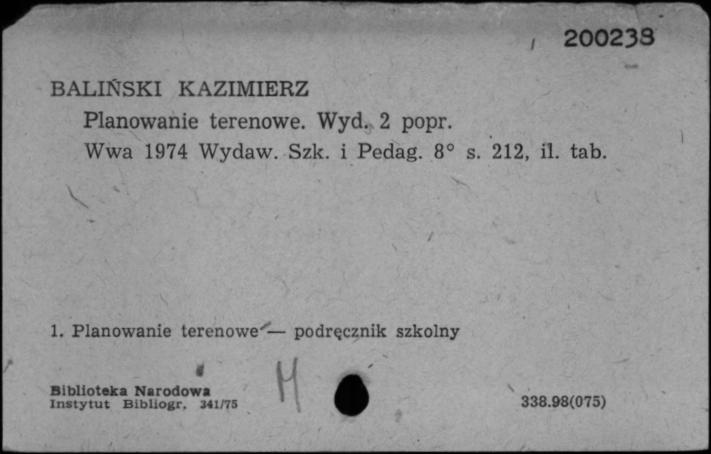 200238
BALIŃSKI KAZIMIERZ
Planowanie terenowe. Wyd. 2 popr.
Wwa 1974 Wydaw. Szk. i Pedag. 8° s. 212, il. tab.
1. Planowanie terenowe — podręcznik szkolny
M
Biblioteka Narodowa
Instytut Bibliogr. 341/75
338.98(075)